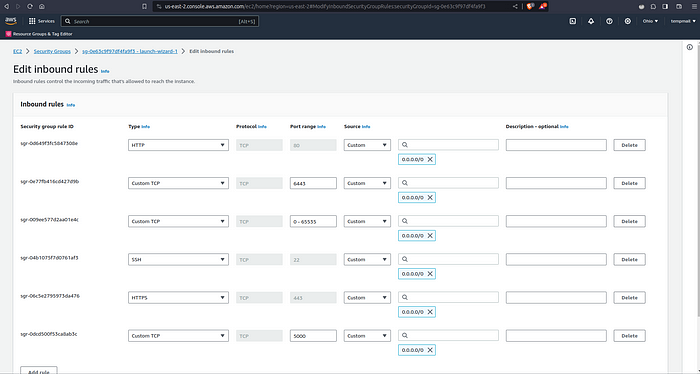 us-east-2.console.aws.amazon.com/ec2/home?region=us-east-2#ModifyInboundSecurityGroupRules:securityGroupId=sg-0e63c9f97df4fa9f3
aws Services Search [Alt+S] Ohio tempmail
Resource Groups & Tag Editor
EC2 > Security Groups > sg-0e63c9f97df4fa9f3 - launch-wizard-1 > Edit inbound rules
Edit inbound rules Info
Inbound rules control the incoming traffic that's allowed to reach the instance.
Inbound rules Info
Security group rule ID Type Info Protocol Info Port range Info Source Info Description - optional Info
sgr-0d649f3fc5847308e HTTP TCP 80 Custom Delete
0.0.0.0/0
sgr-0e77fb416cd427d9b Custom TCP TCP 6443 Custom Delete
0.0.0.0/0
sgr-009ee577d2aa01e4c Custom TCP TCP 0 - 65535 Custom Delete
0.0.0.0/0
sgr-04b1075f7d0761af3 SSH TCP 22 Custom Delete
0.0.0.0/0
sgr-06c5e2795973da476 HTTPS TCP 443 Custom Delete
0.0.0.0/0
sgr-0dcd500f53ca8ab3c Custom TCP TCP 5000 Custom Delete
0.0.0.0/0
Add rule